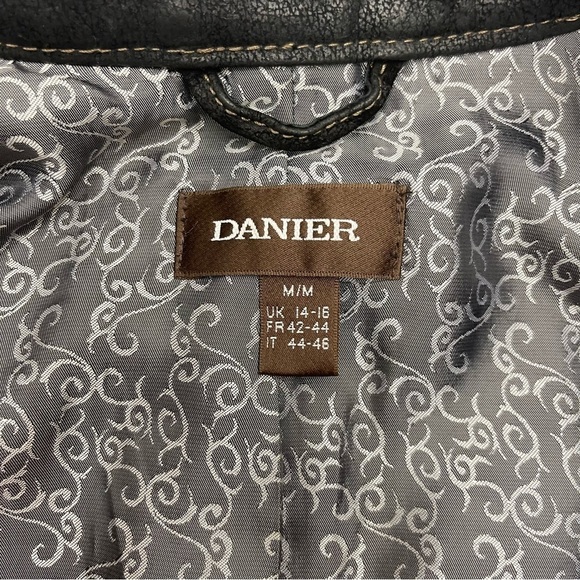 DANIER
M/M
UK 14-16
FR 42-44
IT 44-46